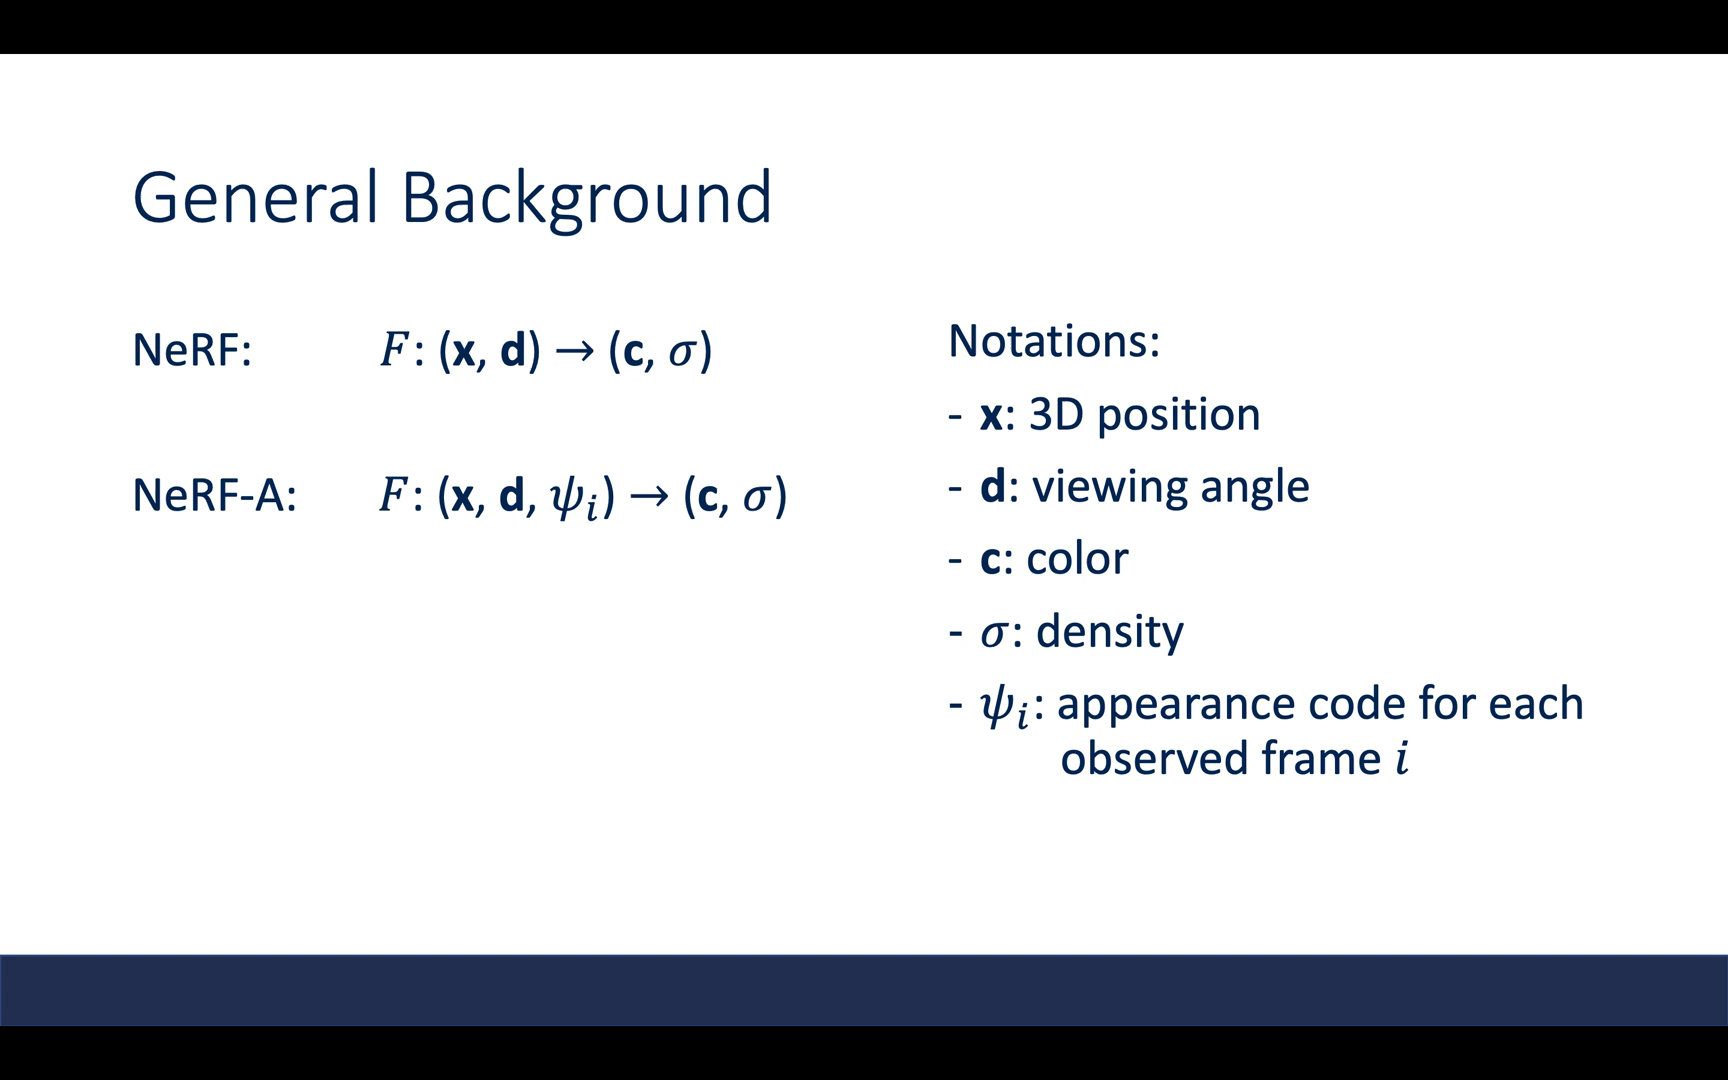 General Background
NeRF: 𝐹: (x, d) → (c, 𝜎)
NeRF-A: 𝐹: (x, d, 𝜓ᵢ) → (c, 𝜎)
Notations:
- x: 3D position
- d: viewing angle
- c: color
- 𝜎: density
- 𝜓ᵢ: appearance code for each
observed frame 𝑖